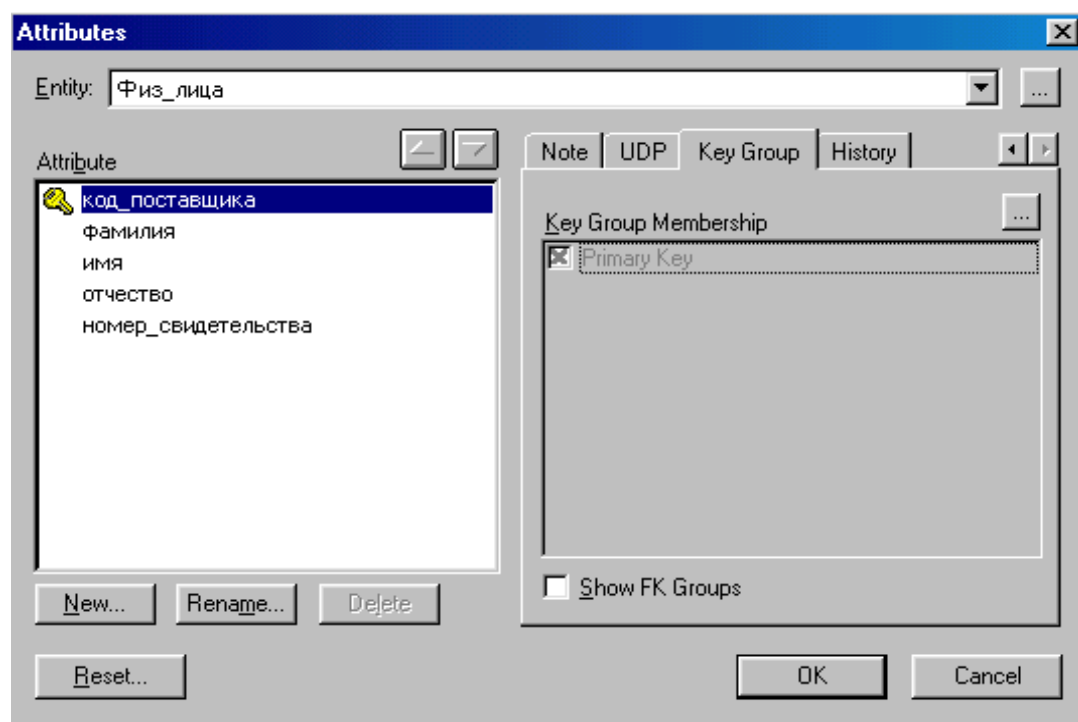 Attributes
Entity: Физ_лица ...
Attribute
Note UDP Key Group History
код_поставщика
фамилия
имя
отчество
номер_свидетельства
Key Group Membership ...
Primary Key
Show FK Groups
New... Rename... Delete
Reset... OK Cancel